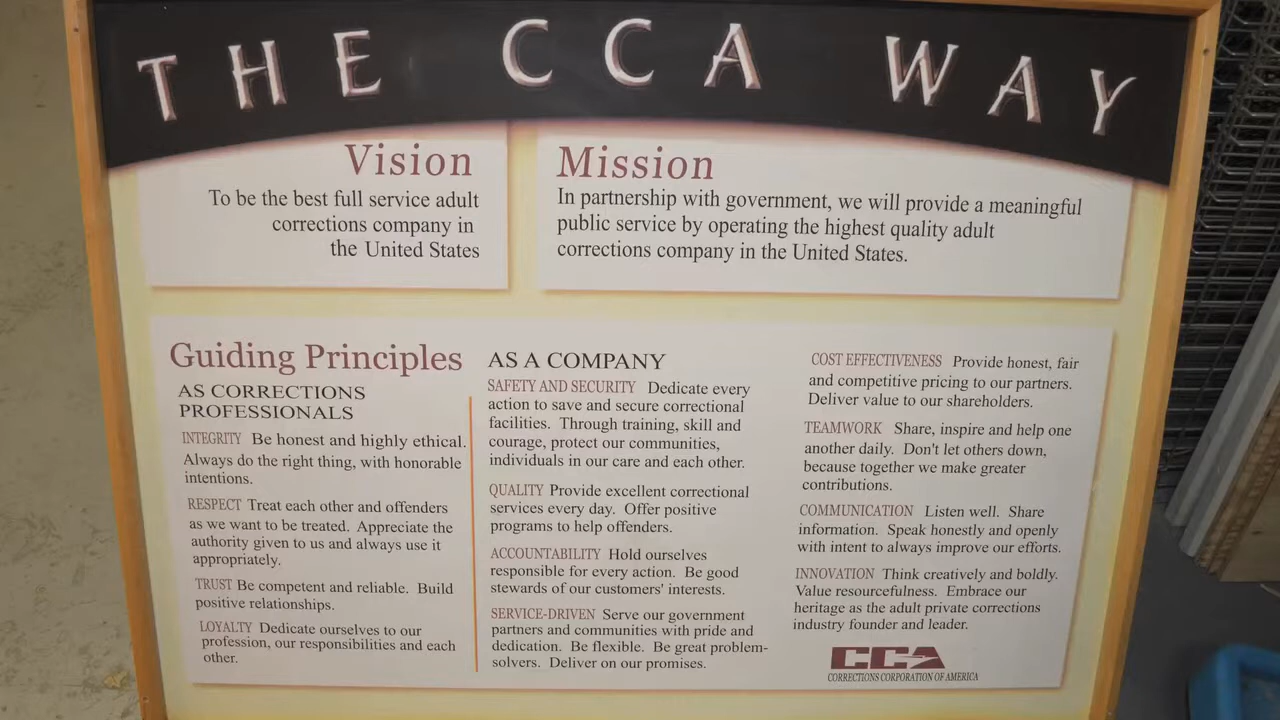 THE CCA WAY
Vision
To be the best full service adult
corrections company in
the United States
Mission
In partnership with government, we will provide a meaningful
public service by operating the highest quality adult
corrections company in the United States.
Guiding Principles
AS CORRECTIONS
PROFESSIONALS
INTEGRITY Be honest and highly ethical.
Always do the right thing, with honorable
intentions.
RESPECT Treat each other and offenders
as we want to be treated. Appreciate the
authority given to us and always use it
appropriately.
TRUST Be competent and reliable. Build
positive relationships.
LOYALTY Dedicate ourselves to our
profession, our responsibilities and each
other.
AS A COMPANY
SAFETY AND SECURITY Dedicate every
action to save and secure correctional
facilities. Through training, skill and
courage, protect our communities,
individuals in our care and each other.
QUALITY Provide excellent correctional
services every day. Offer positive
programs to help offenders.
ACCOUNTABILITY Hold ourselves
responsible for every action. Be good
stewards of our customers' interests.
SERVICE-DRIVEN Serve our government
partners and communities with pride and
dedication. Be flexible. Be great problem-
solvers. Deliver on our promises.
COST EFFECTIVENESS Provide honest, fair
and competitive pricing to our partners.
Deliver value to our shareholders.
TEAMWORK Share, inspire and help one
another daily. Don't let others down,
because together we make greater
contributions.
COMMUNICATION Listen well. Share
information. Speak honestly and openly
with intent to always improve our efforts.
INNOVATION Think creatively and boldly.
Value resourcefulness. Embrace our
heritage as the adult private corrections
industry founder and leader.
CCA
CORRECTIONS CORPORATION OF AMERICA